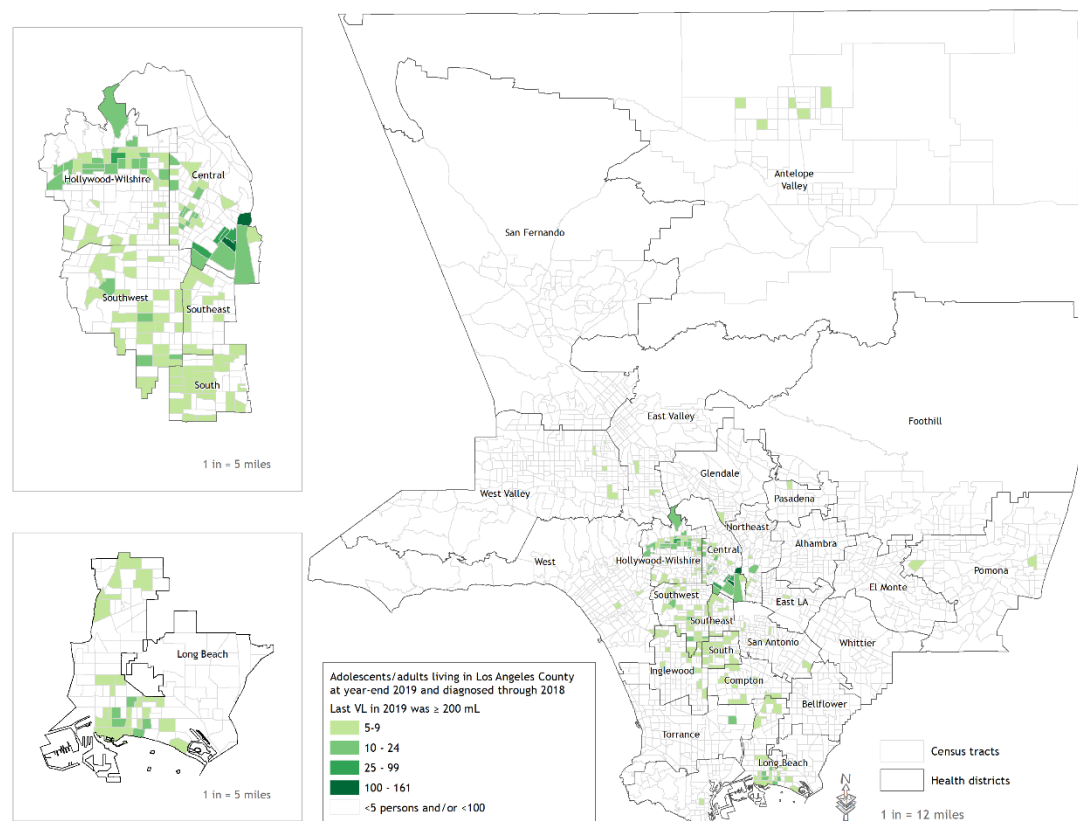 Central
Hollywood-Wilshire
Southwest
Southeast
South
1 in = 5 miles
Long Beach
1 in = 5 miles
Antelope
Valley
San Fernando
East Valley
Foothill
Glendale
West Valley
Pasadena
Northeast
Alhambra
West
Hollywood-Wilshire
Central
Pomona
El Monte
Southwest
East LA
Southeast
San Antonio
Whittier
South
Inglewood
Compton
Bellflower
Torrance
Long Beach
Adolescents/adults living in Los Angeles County
at year-end 2019 and diagnosed through 2018
Last VL in 2019 was ≥ 200 mL
5-9
10 - 24
25 - 99
100 - 161
<5 persons and/or <100
Census tracts
Health districts
N
1 in = 12 miles